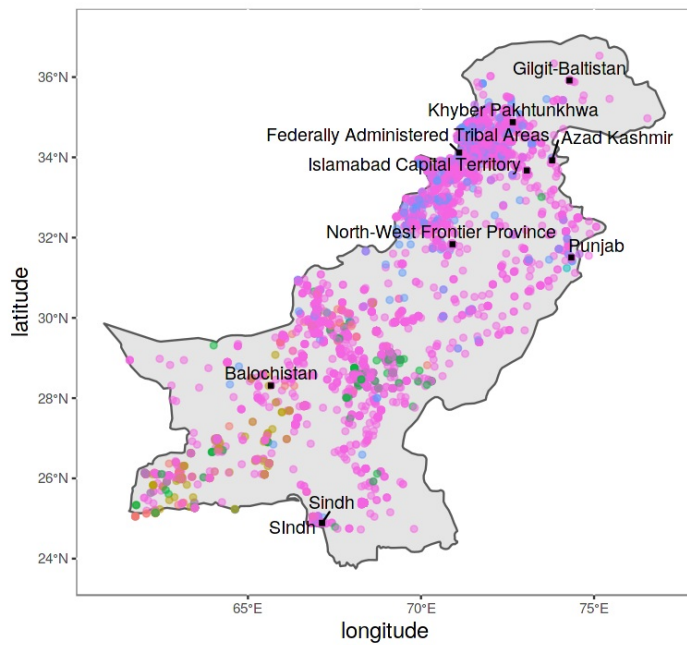 36°N
34°N
32°N
30°N
28°N
26°N
24°N
latitude
Gilgit-Baltistan
Khyber Pakhtunkhwa
Federally Administered Tribal Areas
Azad Kashmir
Islamabad Capital Territory
North-West Frontier Province
Punjab
Balochistan
Sindh
SIndh
65°E
70°E
75°E
longitude